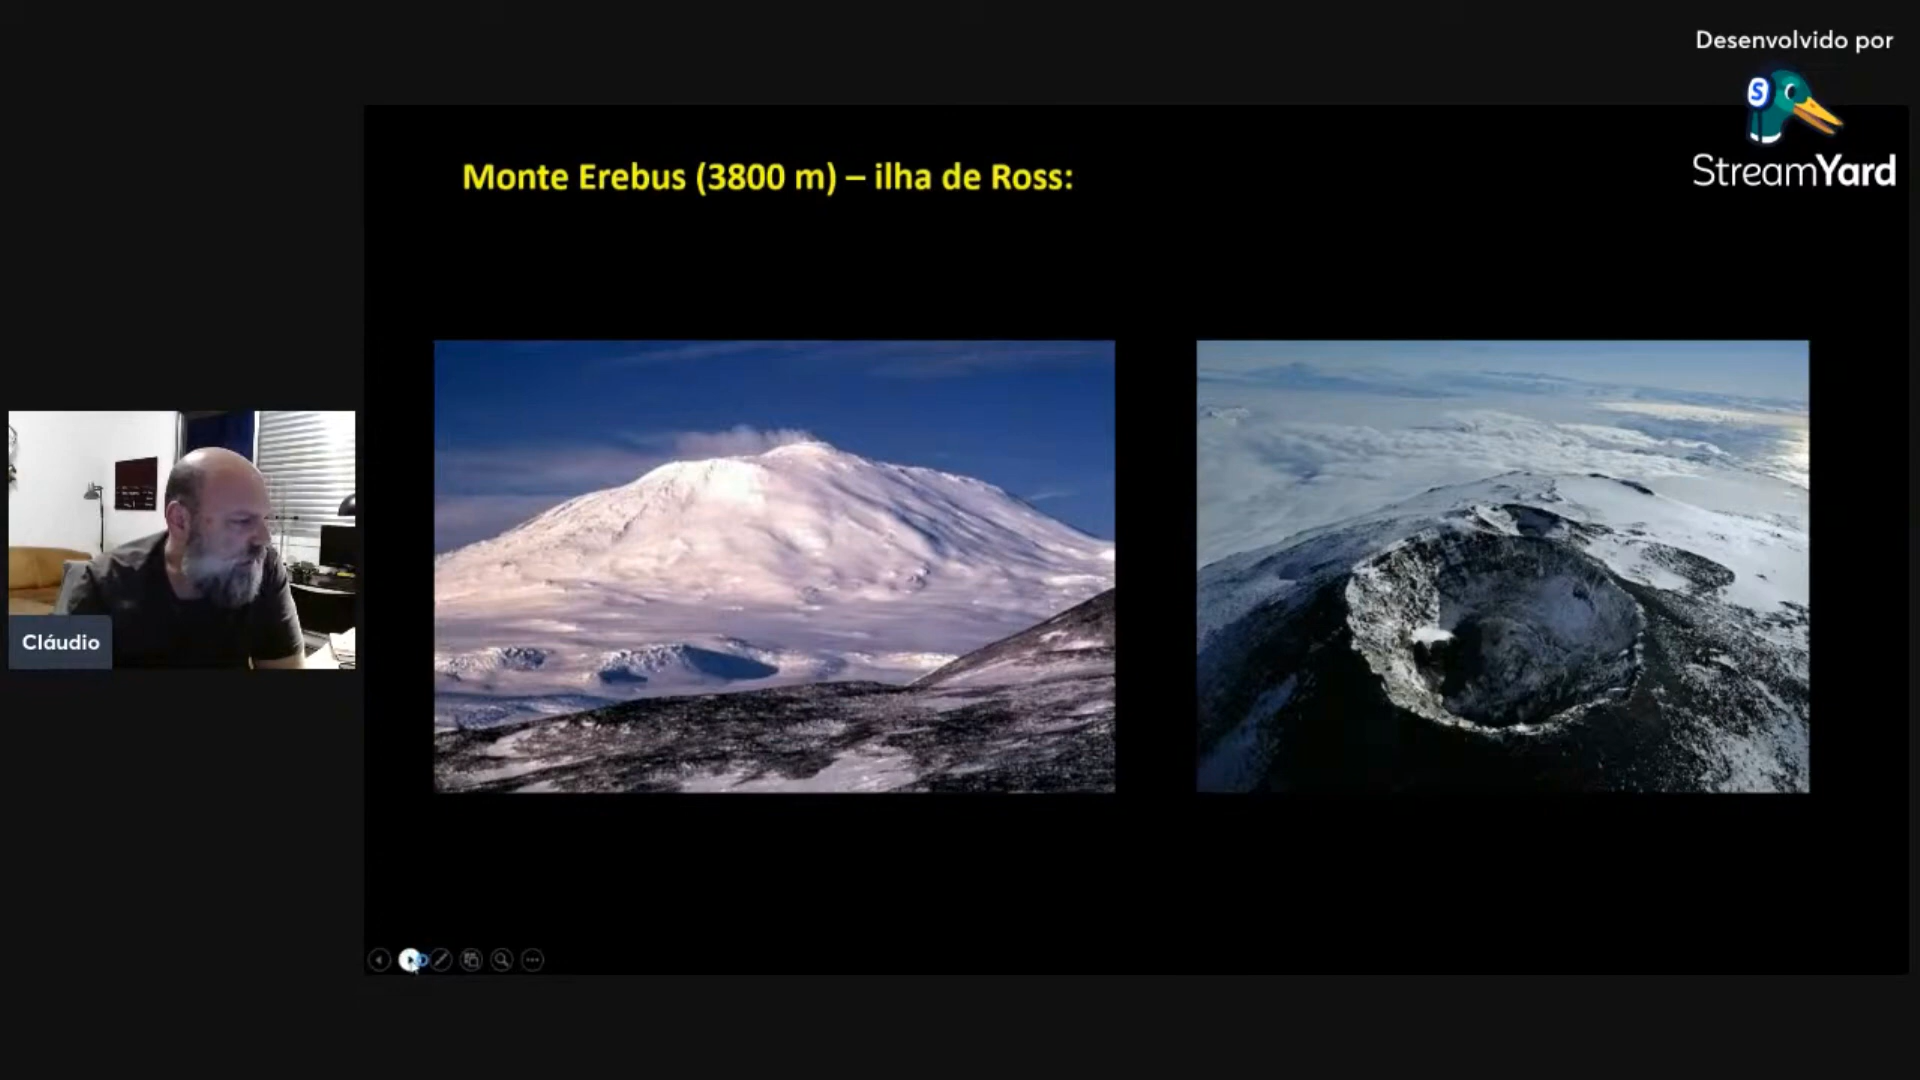 Desenvolvido por
S
StreamYard
Monte Erebus (3800 m) – ilha de Ross:
Cláudio